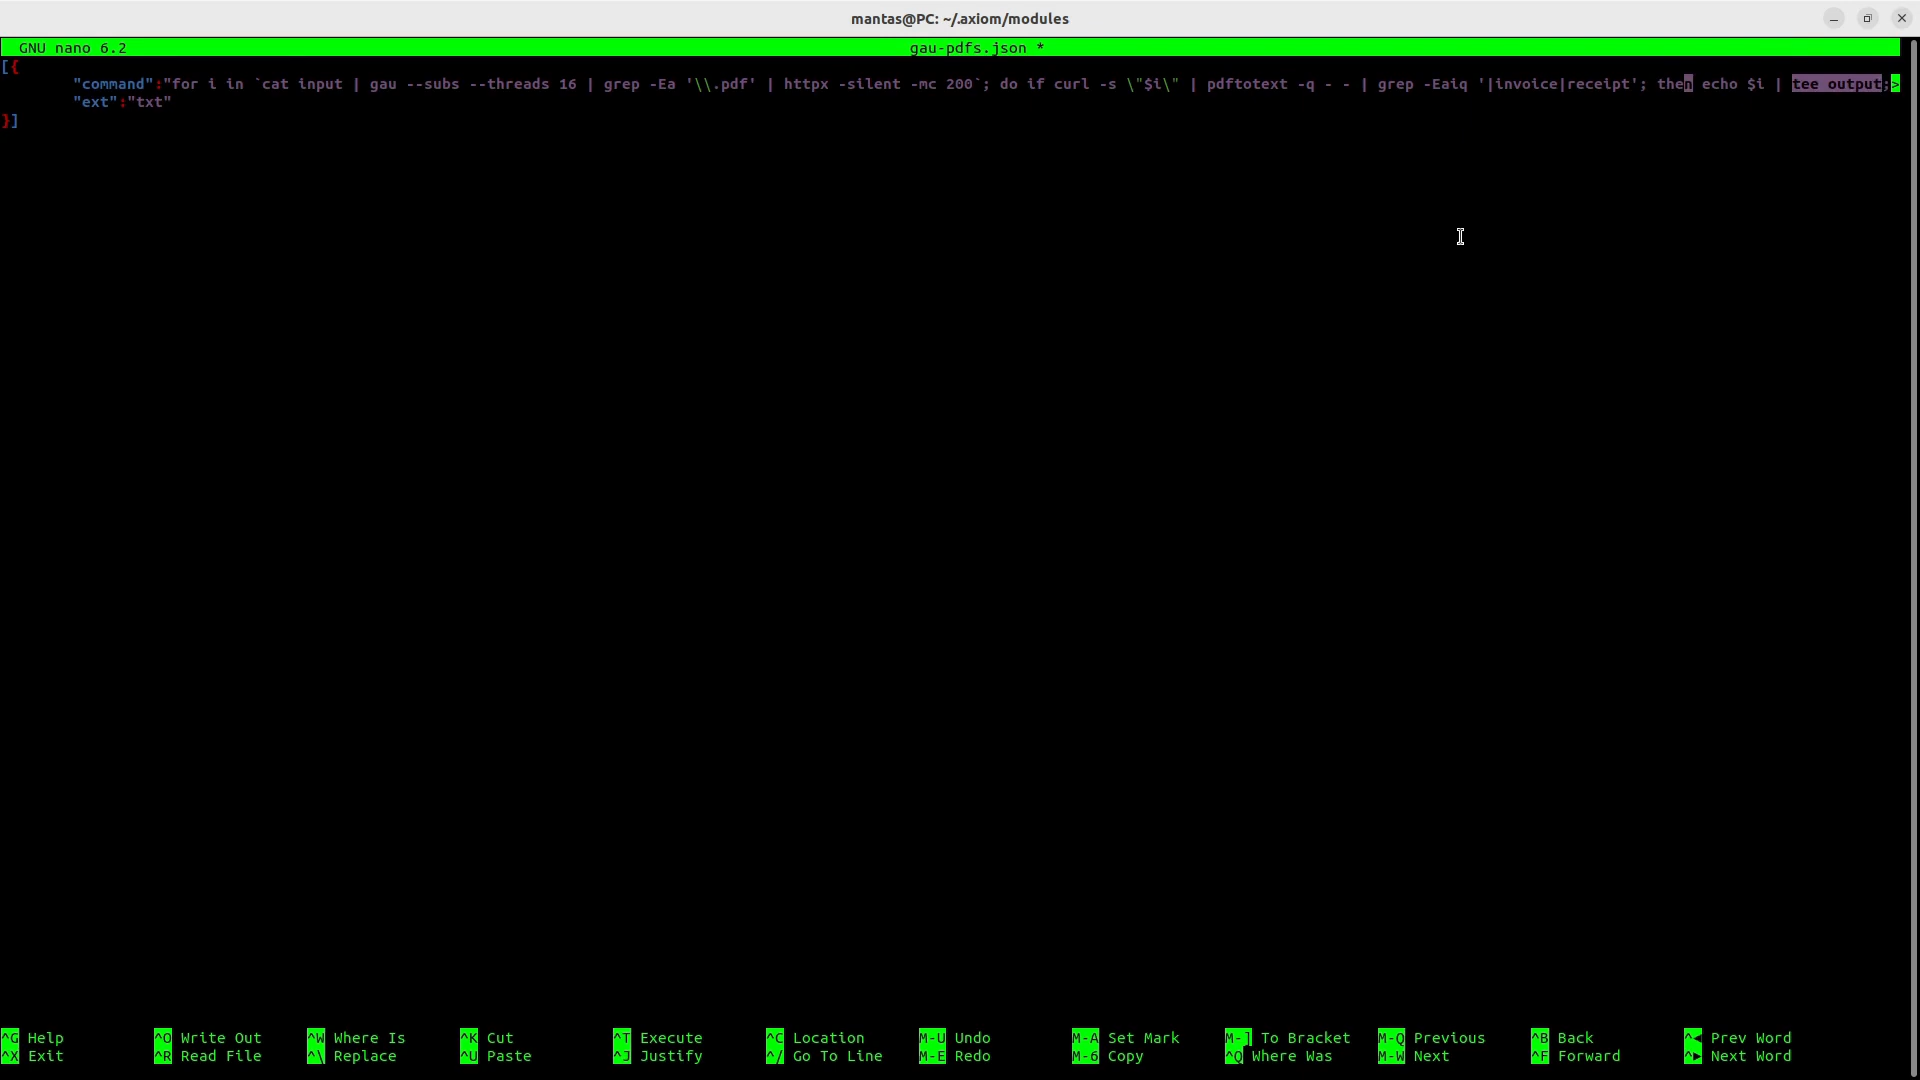 mantas@PC: ~/.axiom/modules
GNU nano 6.2 gau-pdfs.json *
[{
"command":"for i in `cat input | gau --subs --threads 16 | grep -Ea '\\.pdf' | httpx -silent -mc 200`; do if curl -s \"$i\" | pdftotext -q - - | grep -Eaiq '|invoice|receipt'; then echo $i | tee output;>
"ext":"txt"
}]
^G Help ^O Write Out ^W Where Is ^K Cut ^T Execute ^C Location M-U Undo M-A Set Mark M-] To Bracket M-Q Previous ^B Back ^◀ Prev Word
^X Exit ^R Read File ^\ Replace ^U Paste ^J Justify ^/ Go To Line M-E Redo M-6 Copy ^Q Where Was M-W Next ^F Forward ^▶ Next Word